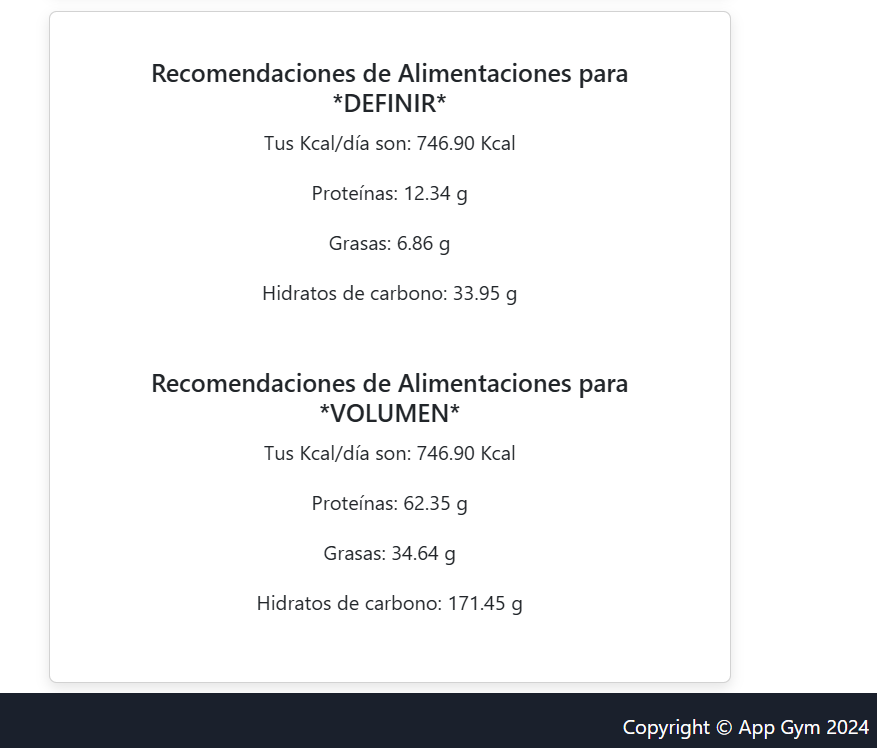 Recomendaciones de Alimentaciones para
*DEFINIR*
Tus Kcal/día son: 746.90 Kcal
Proteínas: 12.34 g
Grasas: 6.86 g
Hidratos de carbono: 33.95 g
Recomendaciones de Alimentaciones para
*VOLUMEN*
Tus Kcal/día son: 746.90 Kcal
Proteínas: 62.35 g
Grasas: 34.64 g
Hidratos de carbono: 171.45 g
Copyright © App Gym 2024